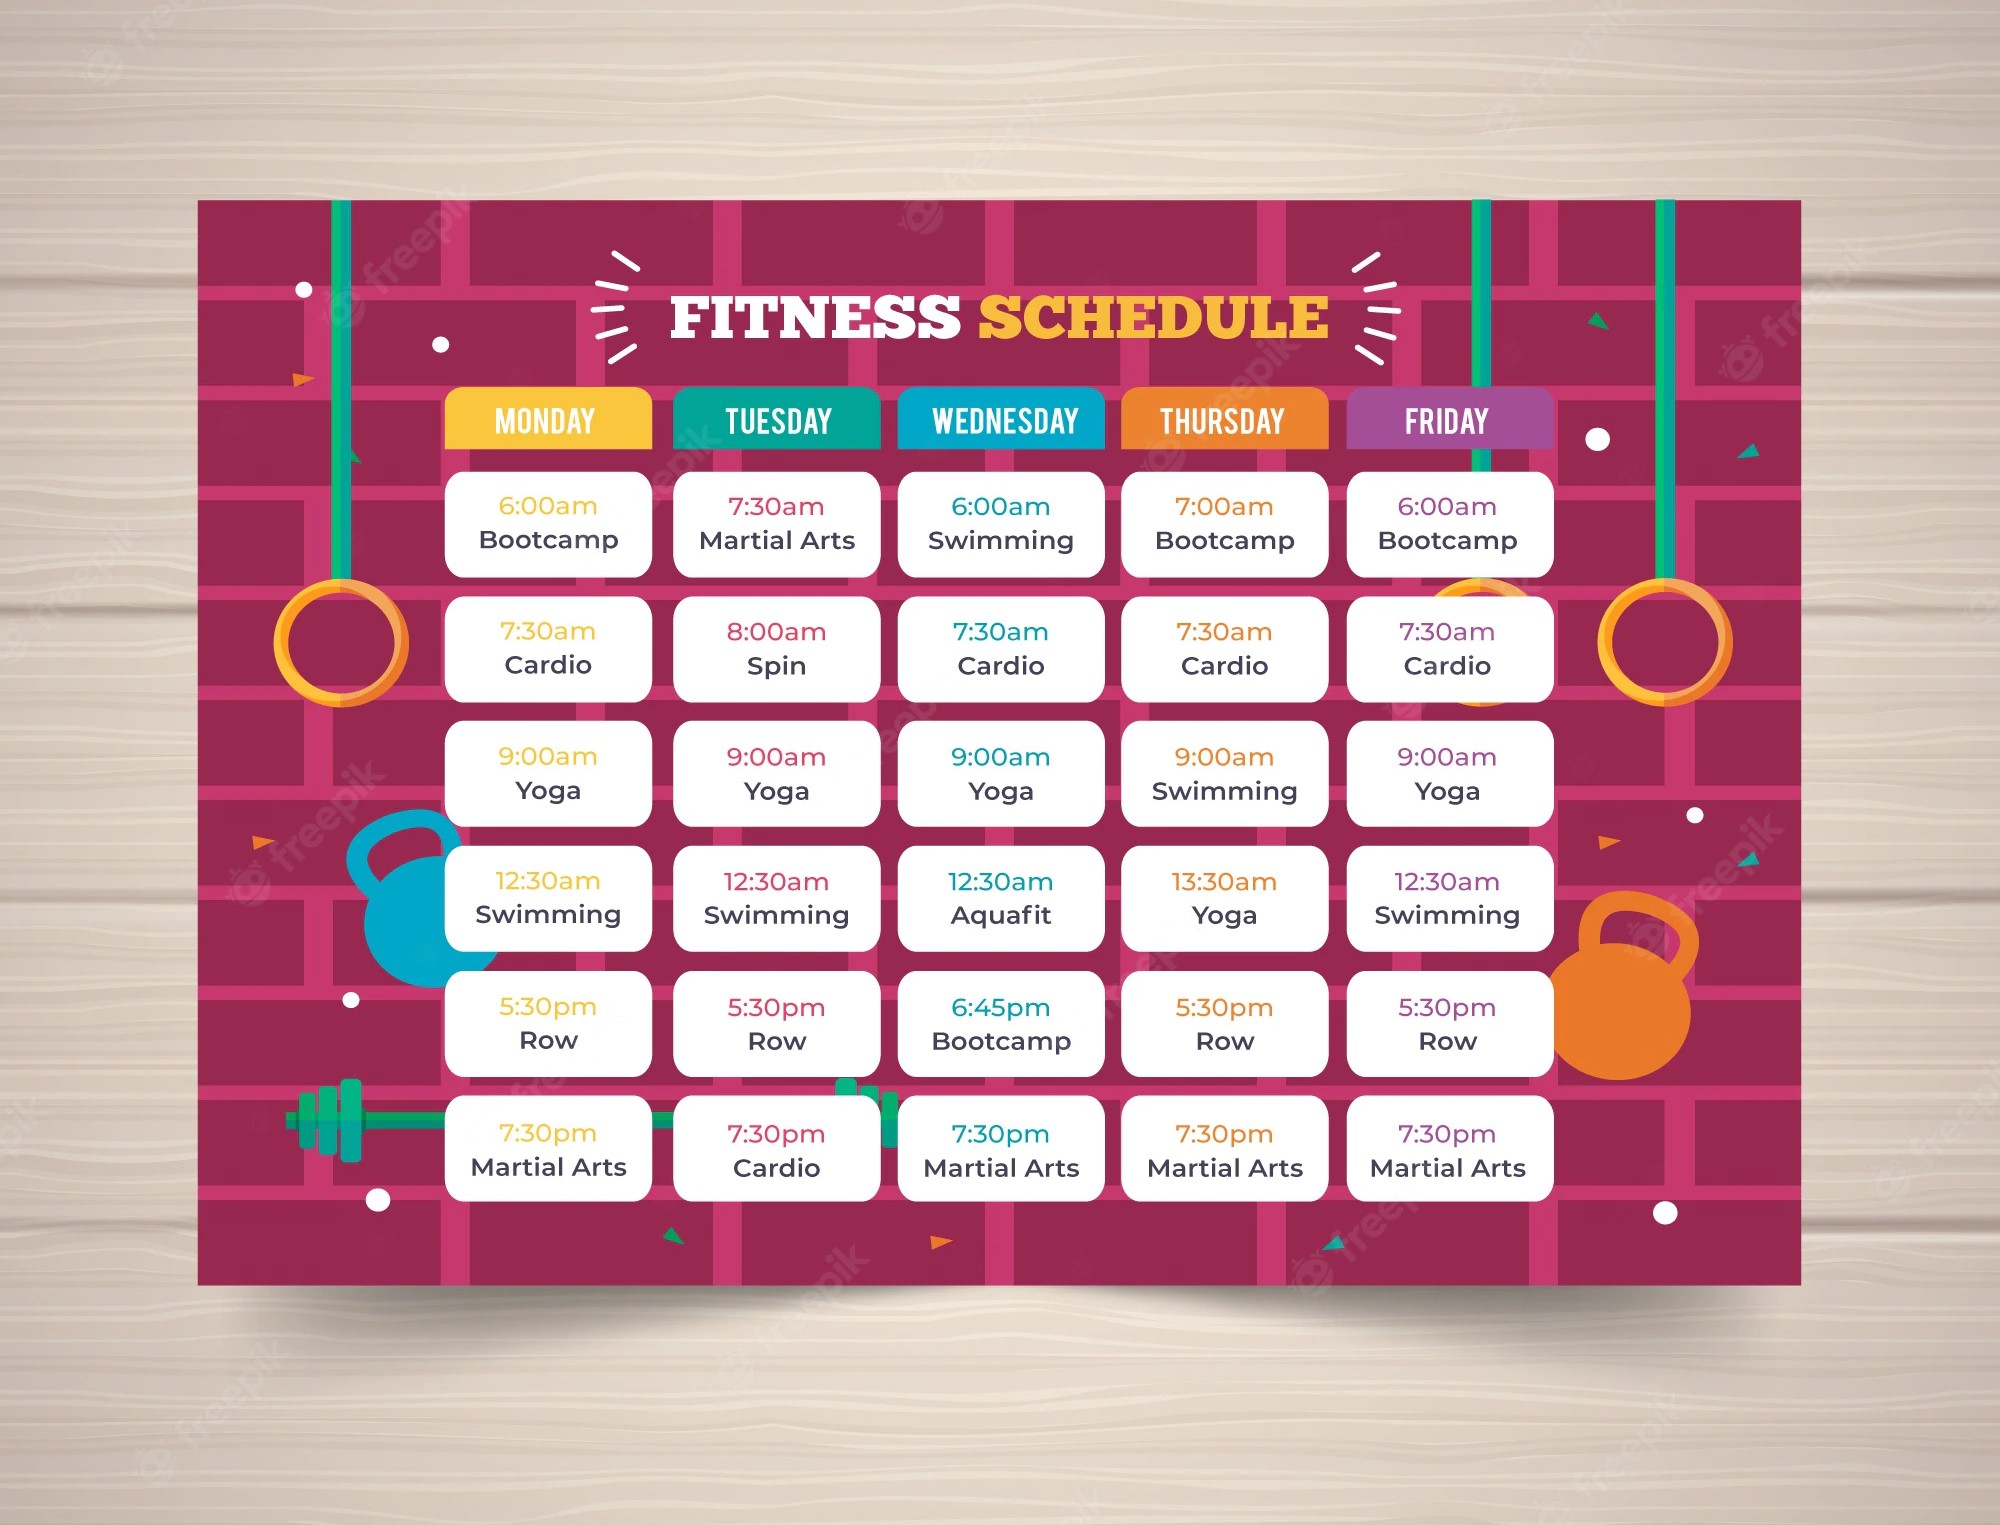 FITNESS SCHEDULE
MONDAY
TUESDAY
WEDNESDAY
THURSDAY
FRIDAY
6:00am
Bootcamp
7:30am
Martial Arts
6:00am
Swimming
7:00am
Bootcamp
6:00am
Bootcamp
7:30am
Cardio
8:00am
Spin
7:30am
Cardio
7:30am
Cardio
7:30am
Cardio
9:00am
Yoga
9:00am
Yoga
9:00am
Yoga
9:00am
Swimming
9:00am
Yoga
12:30am
Swimming
12:30am
Swimming
12:30am
Aquafit
13:30am
Yoga
12:30am
Swimming
5:30pm
Row
5:30pm
Row
6:45pm
Bootcamp
5:30pm
Row
5:30pm
Row
7:30pm
Martial Arts
7:30pm
Cardio
7:30pm
Martial Arts
7:30pm
Martial Arts
7:30pm
Martial Arts
freepik